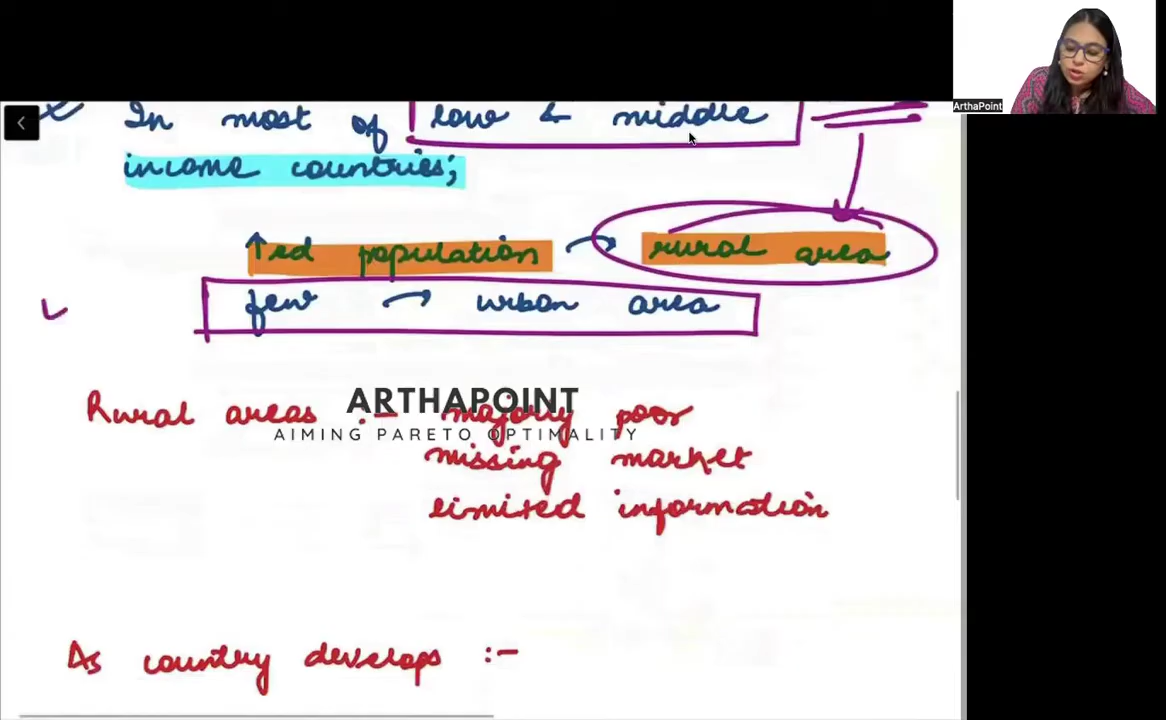 ArthaPoint
In most of low & middle
income countries;
↑ed population → rural area
few → urban area
ARTHAPOINT
Rural areas :- majority poor
AIMING PARETO OPTIMALITY
missing market
limited information
As country develops :-